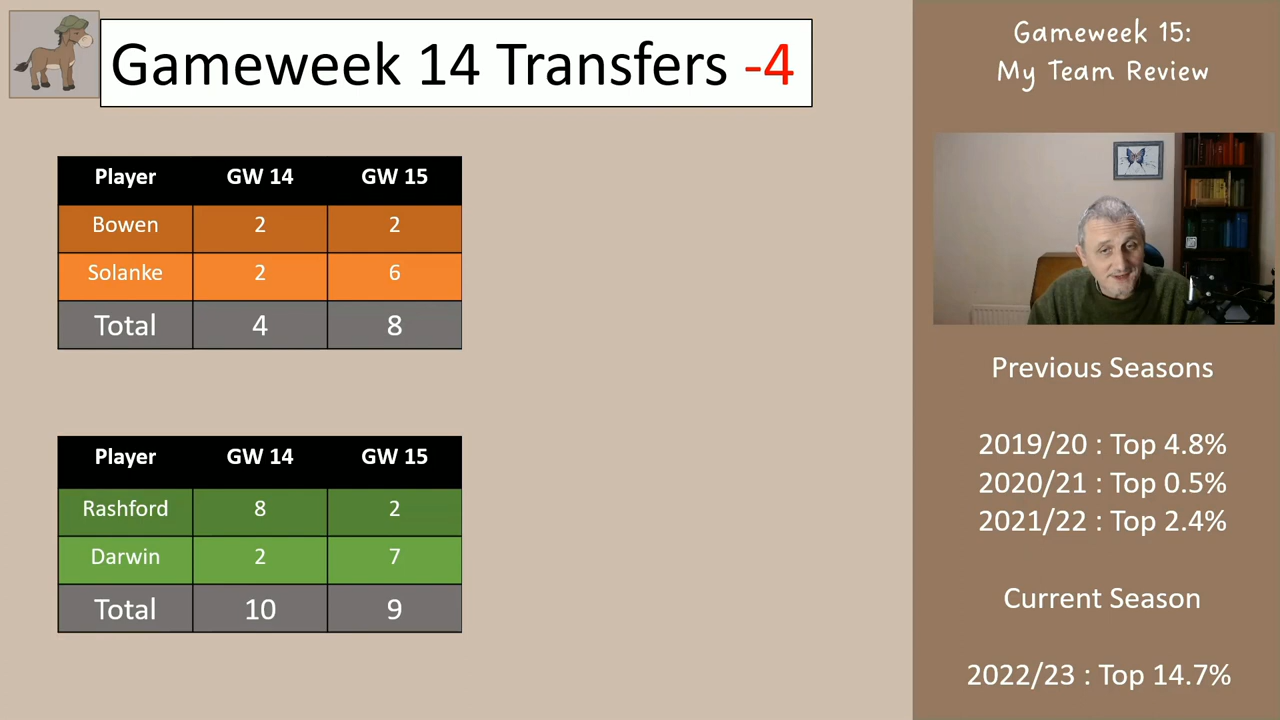 Gameweek 14 Transfers -4
Player GW 14 GW 15
Bowen 2 2
Solanke 2 6
Total 4 8
Player GW 14 GW 15
Rashford 8 2
Darwin 2 7
Total 10 9
Gameweek 15:
My Team Review
Previous Seasons
2019/20 : Top 4.8%
2020/21 : Top 0.5%
2021/22 : Top 2.4%
Current Season
2022/23 : Top 14.7%